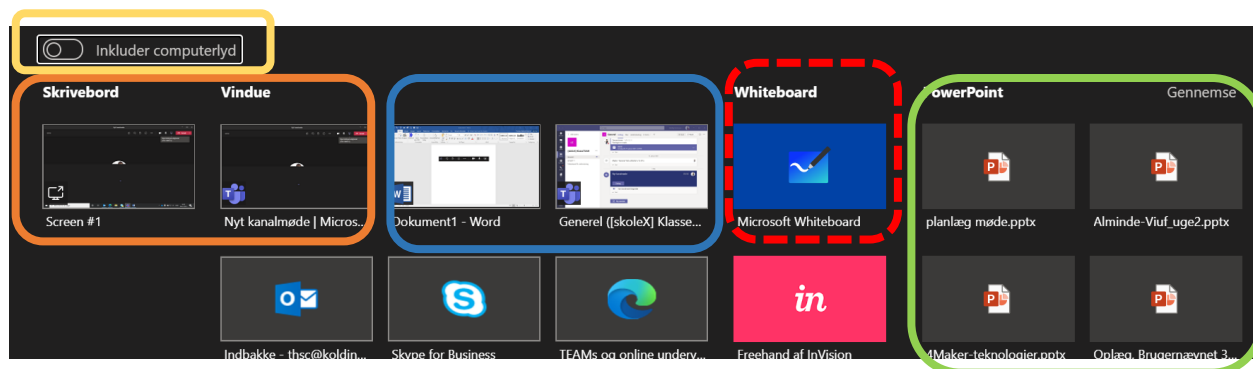 Inkluder computerlyd
Skrivebord
Vindue
Whiteboard
PowerPoint
Gennemse
Screen #1
Nyt kanalmøde | Micros...
Dokument1 - Word
Generel ([skoleX] Klasse...
Microsoft Whiteboard
planlæg møde.pptx
Alminde-Viuf_uge2.pptx
in
Indbakke - thsc@koldin...
Skype for Business
TEAMs og online underv...
Freehand af InVision
4Maker-teknologier.pptx
Oplæg, Brugernævnet 3...